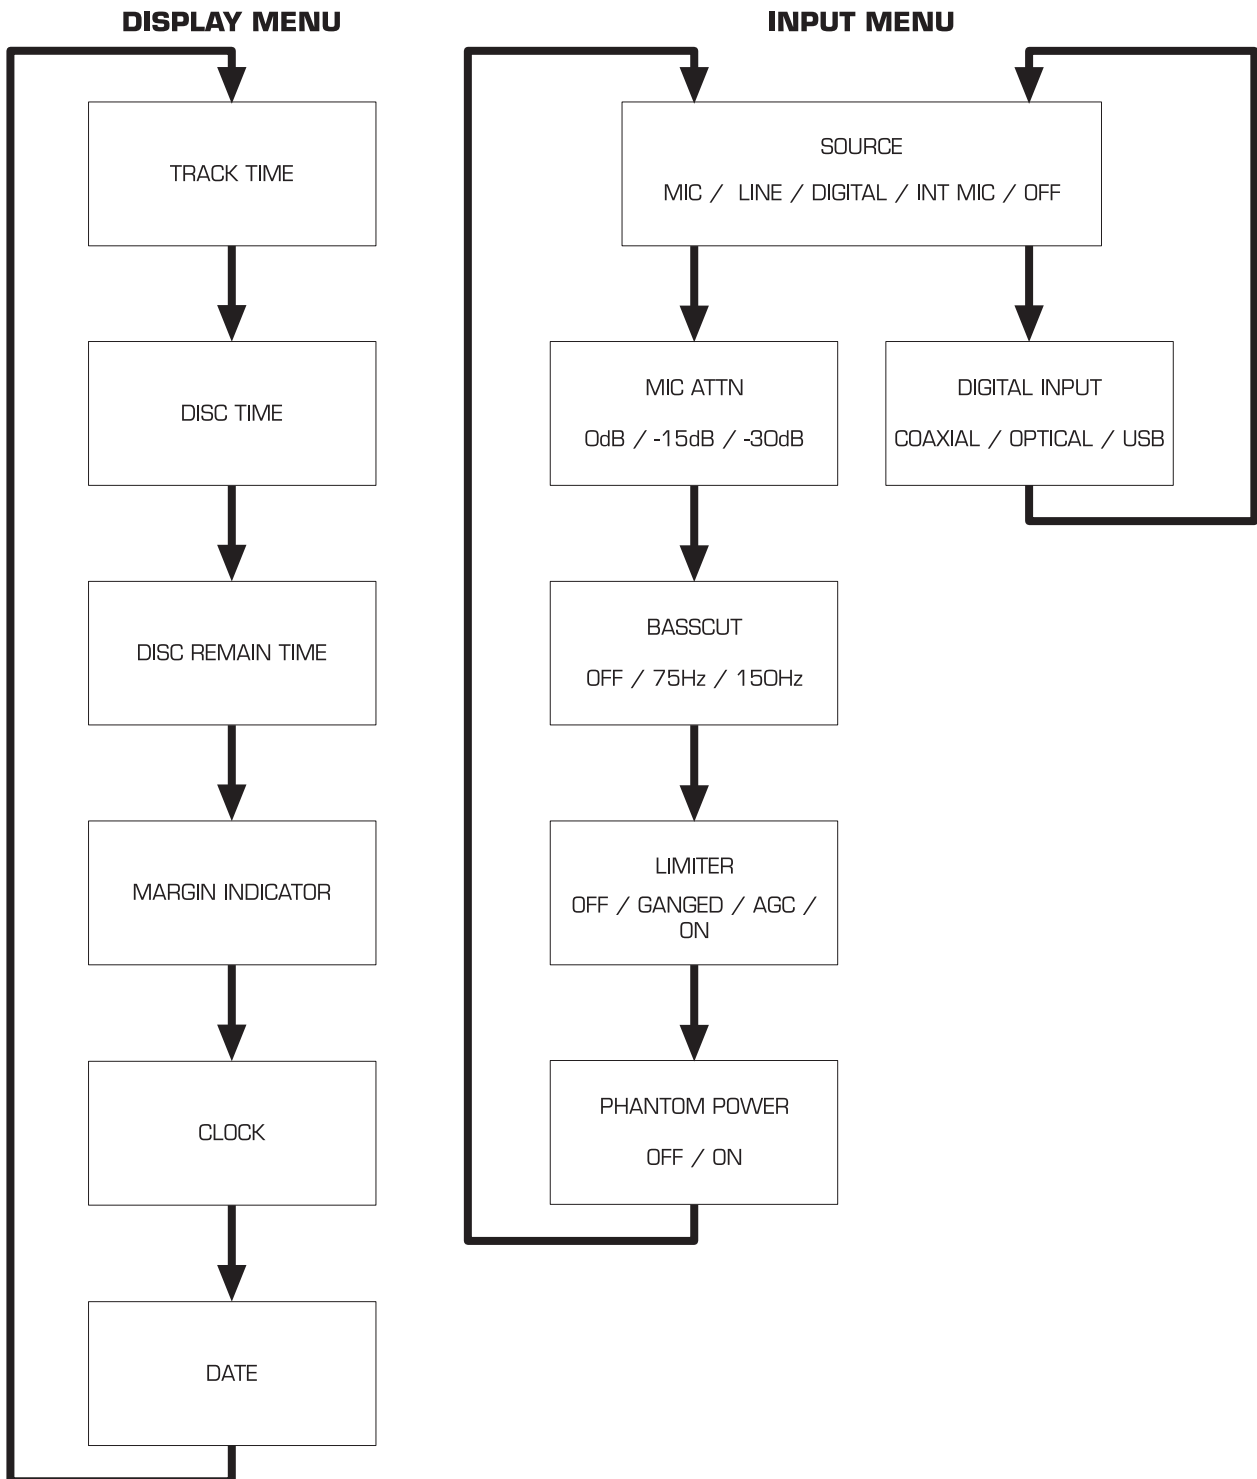 DISPLAY MENU
TRACK TIME
DISC TIME
DISC REMAIN TIME
MARGIN INDICATOR
CLOCK
DATE
INPUT MENU
SOURCE
MIC / LINE / DIGITAL / INT MIC / OFF
MIC ATTN
0dB / -15dB / -30dB
BASSCUT
OFF / 75Hz / 150Hz
LIMITER
OFF / GANGED / AGC /
ON
PHANTOM POWER
OFF / ON
DIGITAL INPUT
COAXIAL / OPTICAL / USB